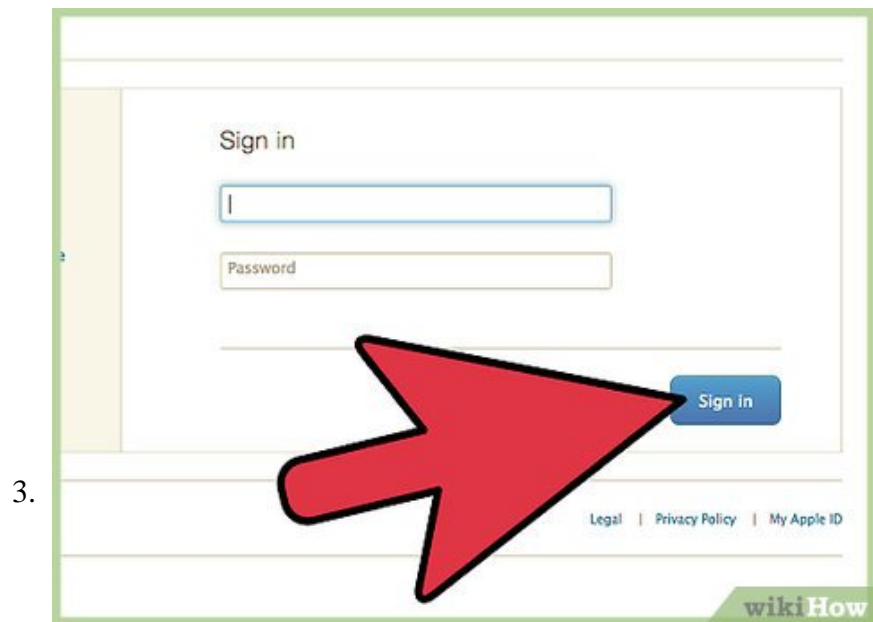 Sign in
e
Password
Sign in
3.
Legal | Privacy Policy | My Apple ID
wikiHow